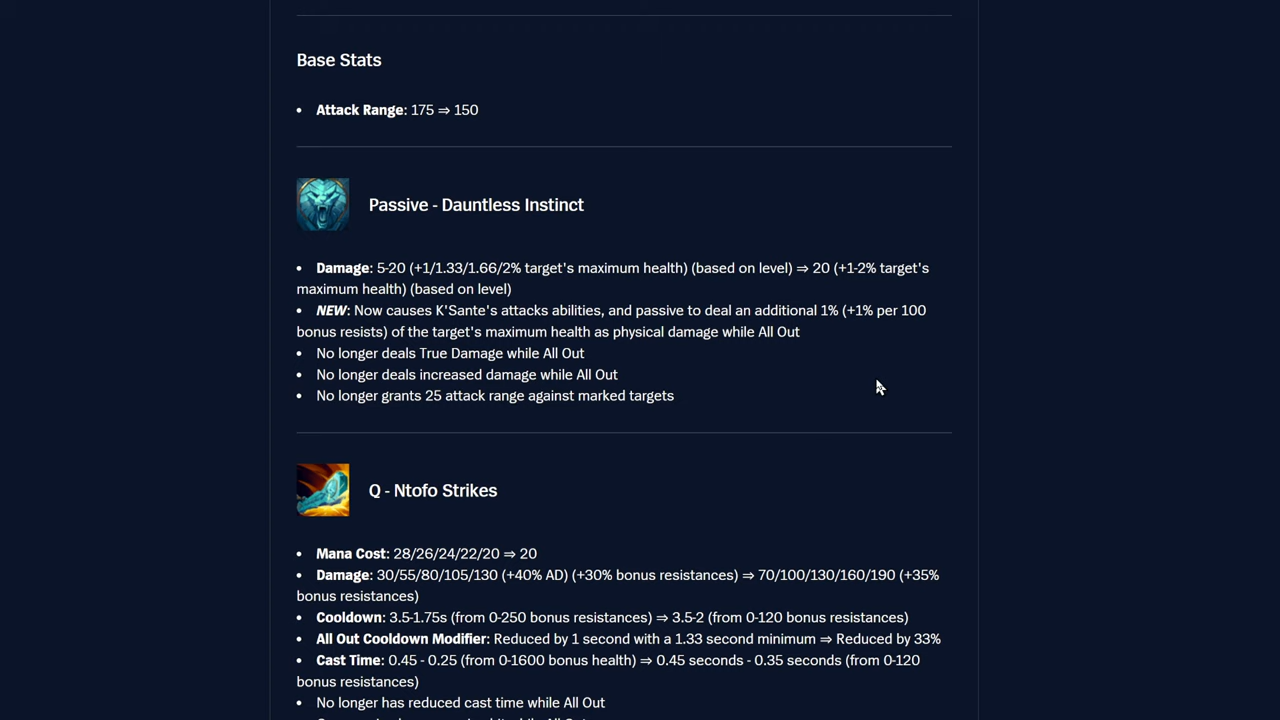 Base Stats
• Attack Range: 175 ⇒ 150
Passive - Dauntless Instinct
• Damage: 5-20 (+1/1.33/1.66/2% target's maximum health) (based on level) ⇒ 20 (+1-2% target's
maximum health) (based on level)
• NEW: Now causes K'Sante's attacks abilities, and passive to deal an additional 1% (+1% per 100
bonus resists) of the target's maximum health as physical damage while All Out
• No longer deals True Damage while All Out
• No longer deals increased damage while All Out
• No longer grants 25 attack range against marked targets
Q - Ntofo Strikes
• Mana Cost: 28/26/24/22/20 ⇒ 20
• Damage: 30/55/80/105/130 (+40% AD) (+30% bonus resistances) ⇒ 70/100/130/160/190 (+35%
bonus resistances)
• Cooldown: 3.5-1.75s (from 0-250 bonus resistances) ⇒ 3.5-2 (from 0-120 bonus resistances)
• All Out Cooldown Modifier: Reduced by 1 second with a 1.33 second minimum ⇒ Reduced by 33%
• Cast Time: 0.45 - 0.25 (from 0-1600 bonus health) ⇒ 0.45 seconds - 0.35 seconds (from 0-120
bonus resistances)
• No longer has reduced cast time while All Out